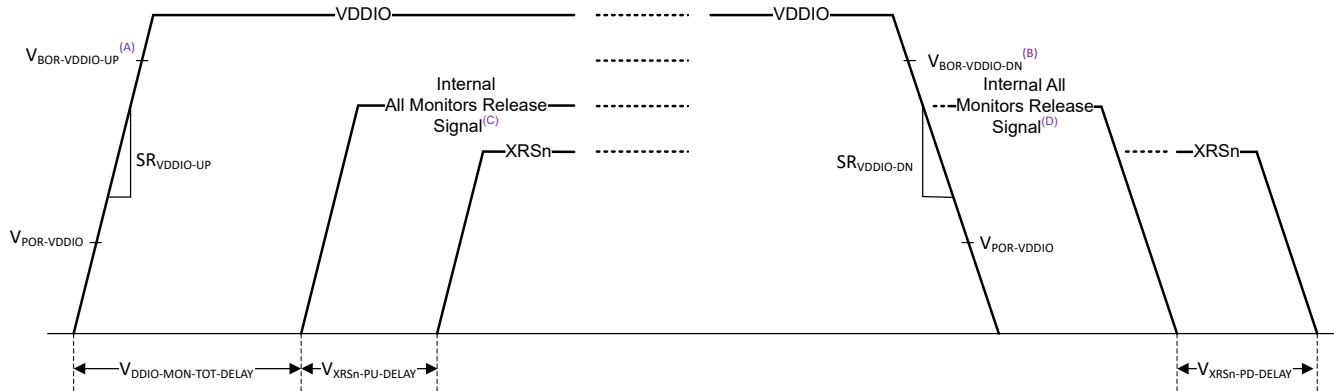 VDDIO
VDDIO
VBOR-VDDIO-UP(A)
VBOR-VDDIO-DN(B)
Internal
All Monitors Release
Signal(C)
Internal All
Monitors Release
Signal(D)
XRSn
XRSn
SRVDDIO-UP
SRVDDIO-DN
VPOR-VDDIO
VPOR-VDDIO
VDDIO-MON-TOT-DELAY
VXRSn-PU-DELAY
VXRSn-PD-DELAY